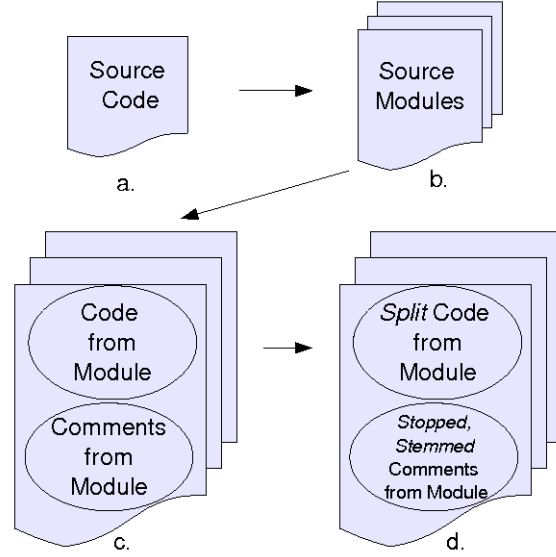 Source
Code
a.
Source
Modules
b.
Code
from
Module
Comments
from
Module
c.
Split Code
from
Module
Stopped,
Stemmed
Comments
from Module
d.